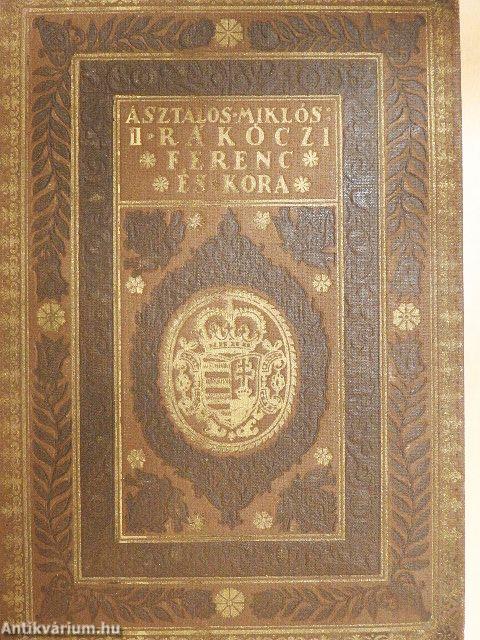 ASZTALOS·MIKLÓS:
II·RÁKÓCZI
FERENC
ÉS KORA
Antikvárium.hu